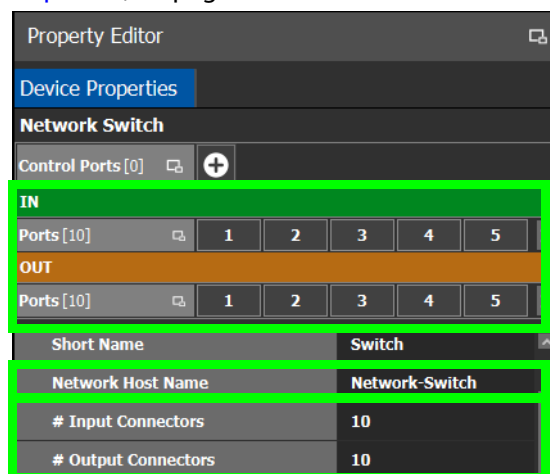 Property Editor
Device Properties
Network Switch
Control Ports [0]
IN
Ports [10] 1 2 3 4 5
OUT
Ports [10] 1 2 3 4 5
Short Name Switch
Network Host Name Network-Switch
# Input Connectors 10
# Output Connectors 10